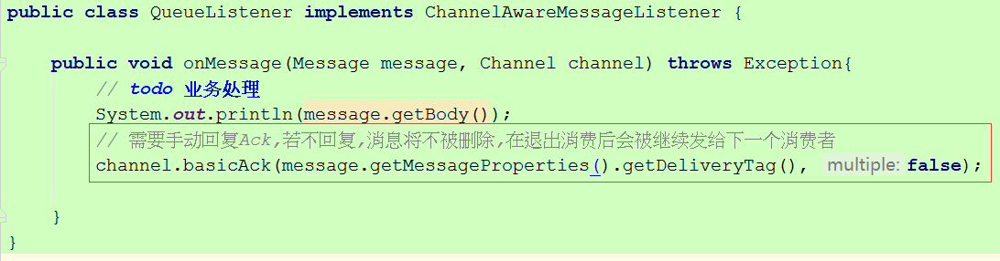 public class QueueListener implements ChannelAwareMessageListener {
public void onMessage(Message message, Channel channel) throws Exception{
// todo 业务处理
System.out.println(message.getBody());
// 需要手动回复Ack,若不回复,消息将不被删除,在退出消费后会被继续发给下一个消费者
channel.basicAck(message.getMessageProperties().getDeliveryTag(), multiple: false);
}
}